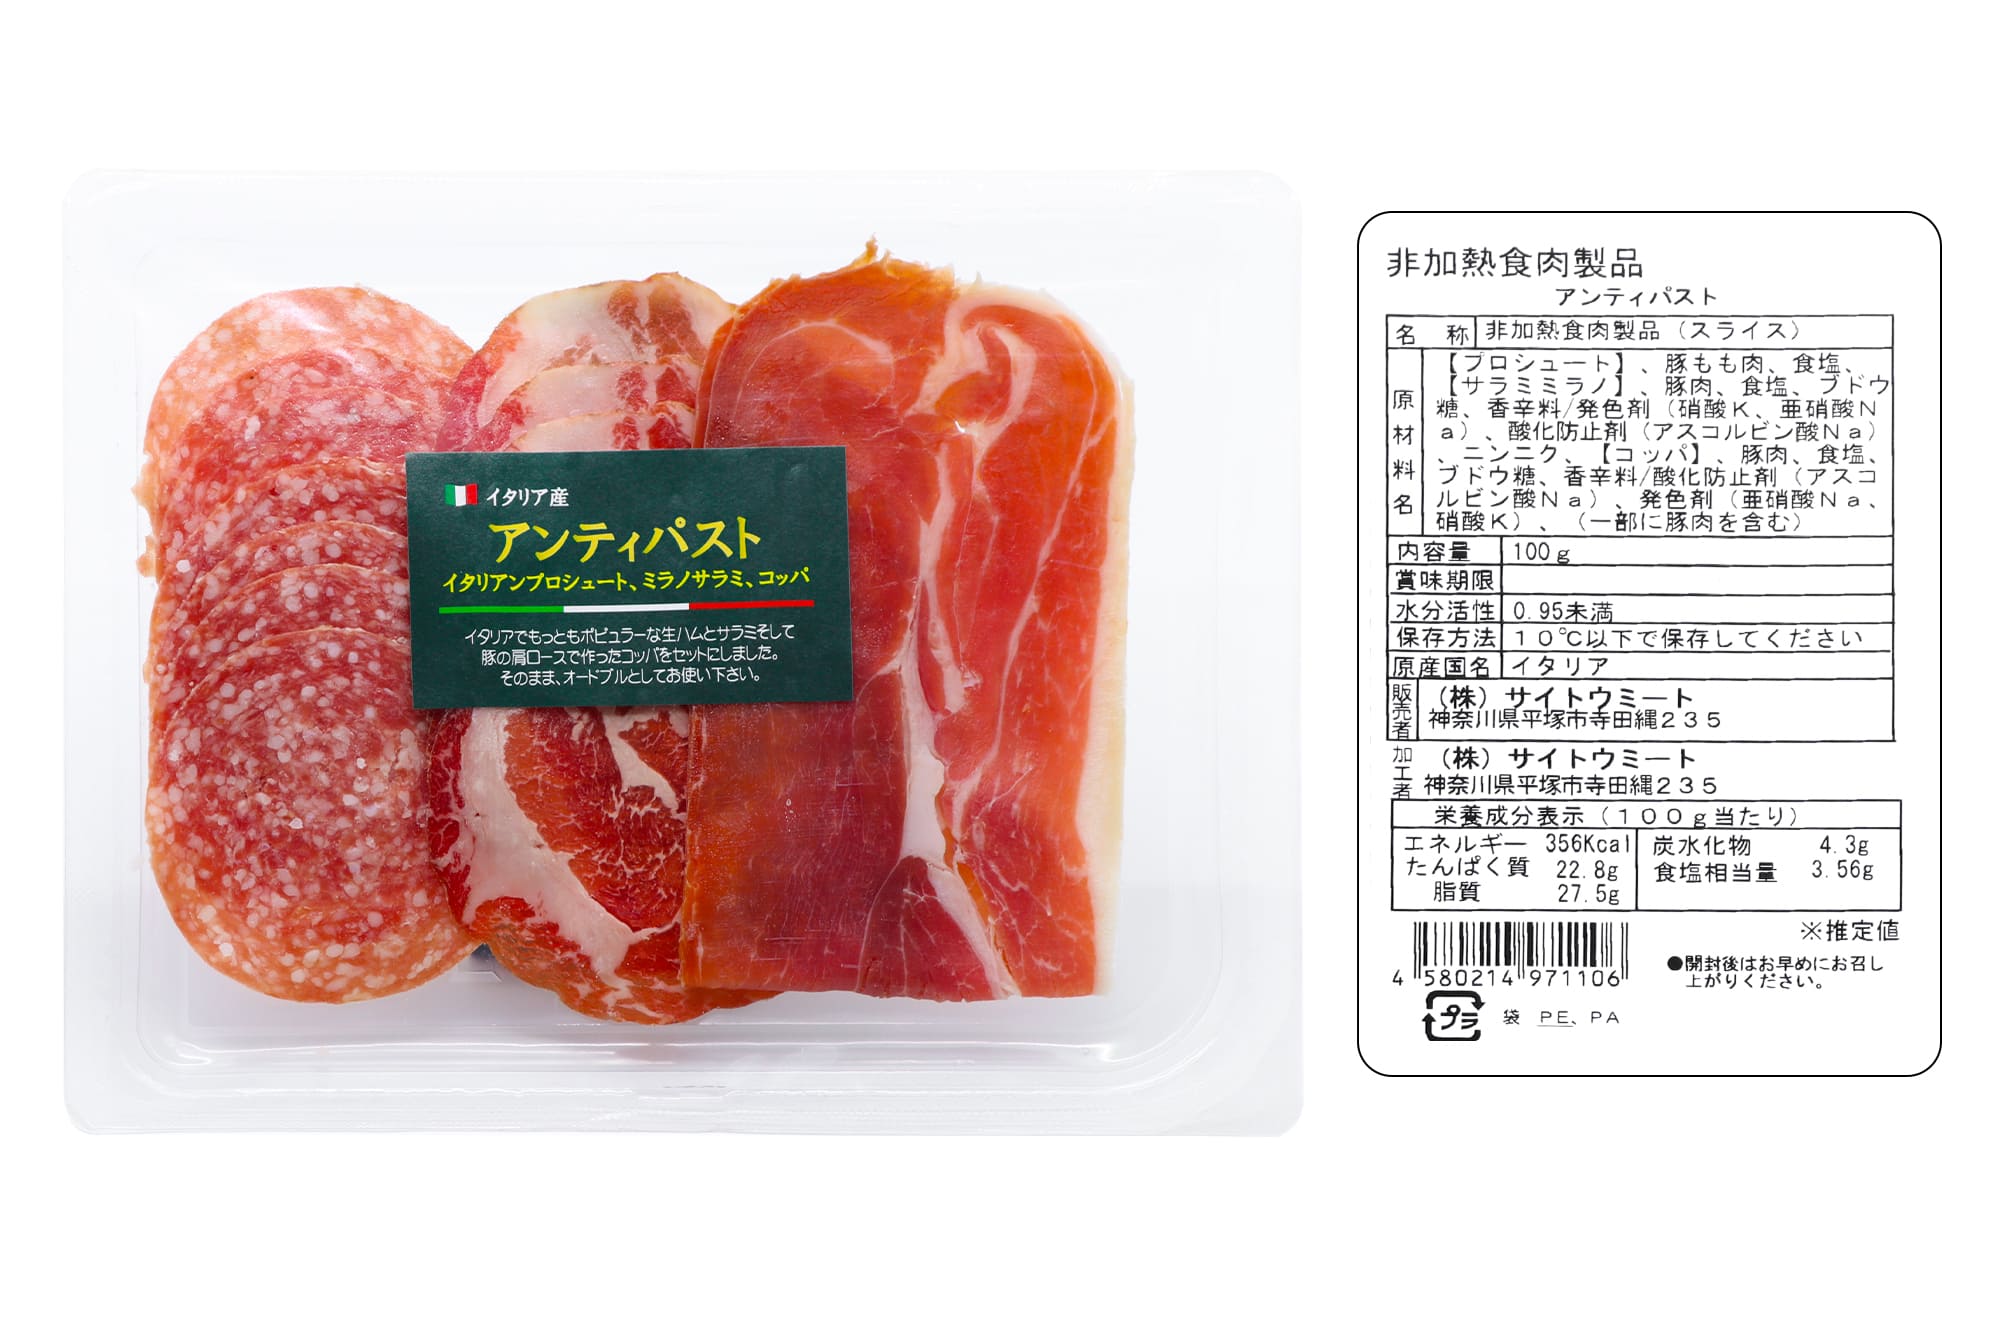 イタリア産
アンティパスト
イタリアンプロシュート、ミラノサラミ、コッパ
イタリアでもっともポピュラーな生ハムとサラミそして
豚の肩ロースで作ったコッパをセットにしました。
そのまま、オードブルとしてお使い下さい。
非加熱食肉製品
アンティパスト
名 称 非加熱食肉製品（スライス）
原材料名
【プロシュート】、豚もも肉、食塩、
【サラミミラノ】、豚肉、食塩、ブドウ
糖、香辛料/発色剤（硝酸K、亜硝酸N
a）、酸化防止剤（アスコルビン酸Na）
、ニンニク、【コッパ】、豚肉、食塩、
ブドウ糖、香辛料/酸化防止剤（アスコ
ルビン酸Na）、発色剤（亜硝酸Na、
硝酸K）、（一部に豚肉を含む）
内容量 100g
賞味期限
水分活性 0.95未満
保存方法 10℃以下で保存してください
原産国名 イタリア
販売者 （株）サイトウミート
神奈川県平塚市寺田縄235
加工者 （株）サイトウミート
神奈川県平塚市寺田縄235
栄養成分表示（100g当たり）
エネルギー 356Kcal 炭水化物 4.3g
たんぱく質 22.8g 食塩相当量 3.56g
脂質 27.5g
※推定値
4 580214 971106
●開封後はお早めにお召し
上がりください。
プラ 袋 PE、PA